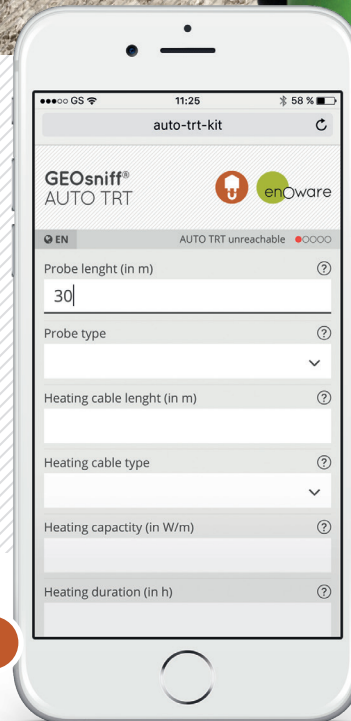 GS 11:25 58 %
auto-trt-kit
GEOsniff®
AUTO TRT
enOware
EN AUTO TRT unreachable
Probe lenght (in m)
30
Probe type
Heating cable lenght (in m)
Heating cable type
Heating capactity (in W/m)
Heating duration (in h)